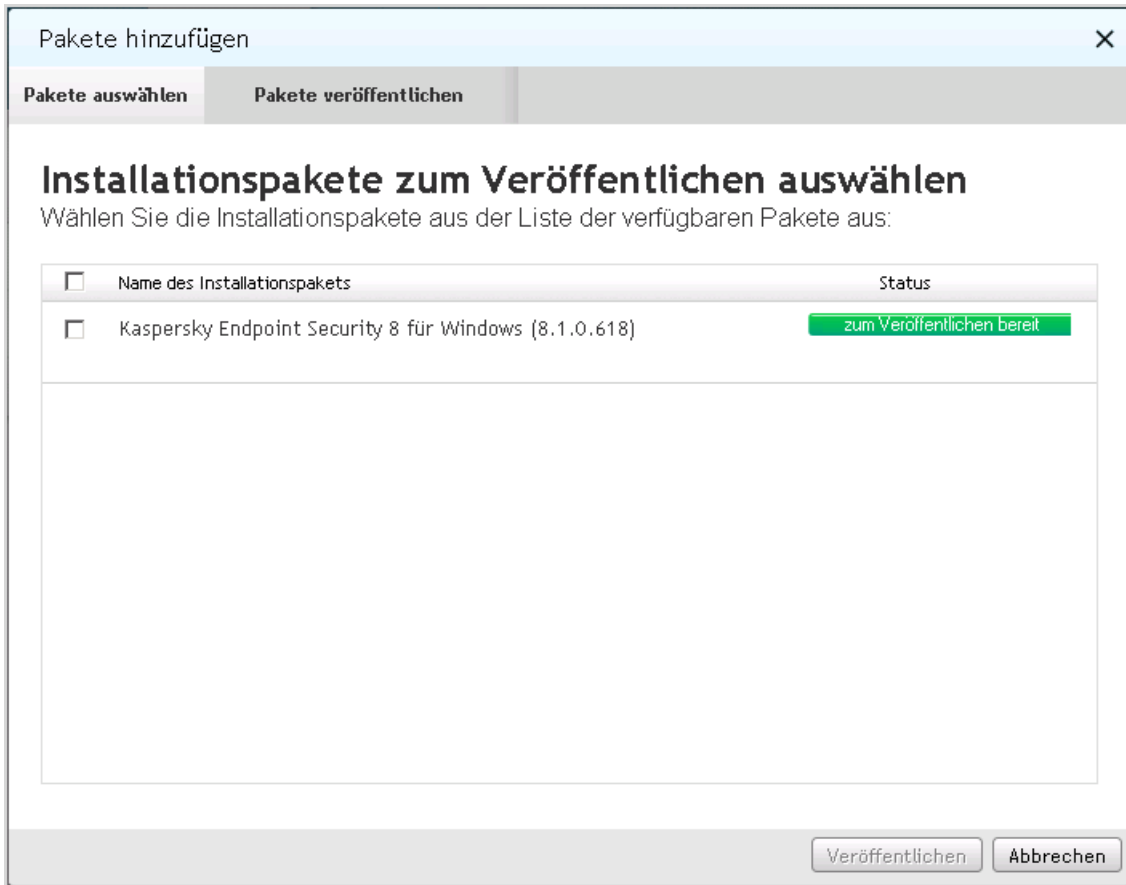 Pakete hinzufügen
Pakete auswählen Pakete veröffentlichen
Installationspakete zum Veröffentlichen auswählen
Wählen Sie die Installationspakete aus der Liste der verfügbaren Pakete aus:
Name des Installationspakets Status
Kaspersky Endpoint Security 8 für Windows (8.1.0.618) zum Veröffentlichen bereit
Veröffentlichen Abbrechen